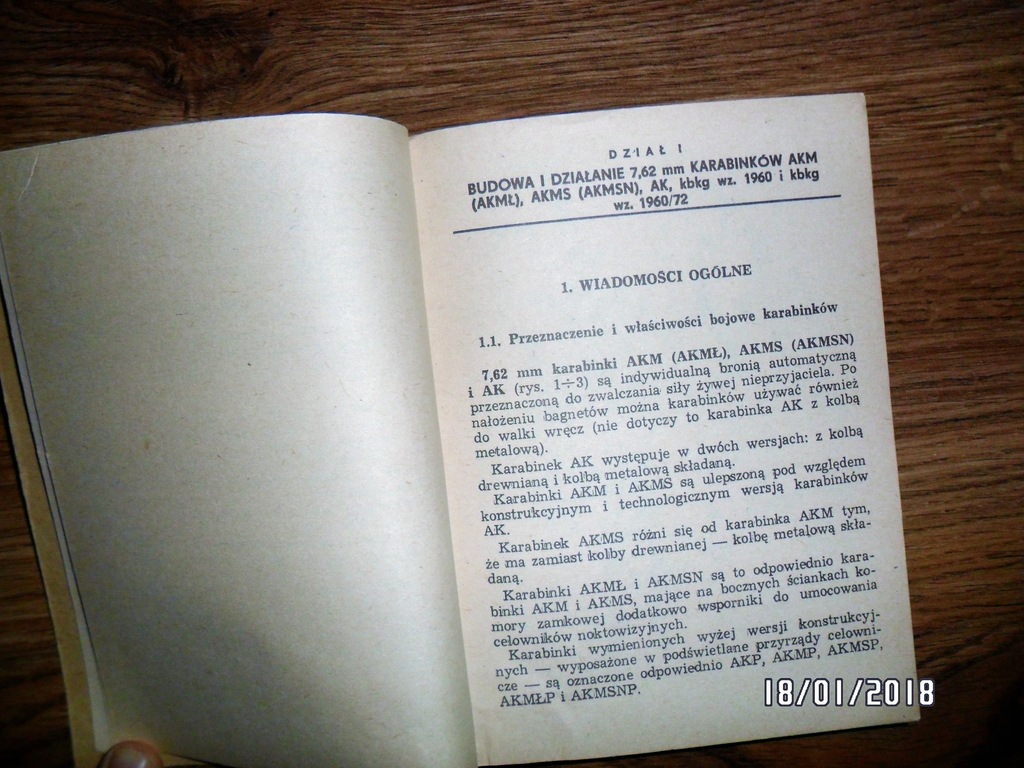 DZIAŁ I
BUDOWA I DZIAŁANIE 7,62 mm KARABINKÓW AKM
(AKMŁ), AKMS (AKMSN), AK, kbkg wz. 1960 i kbkg
wz. 1960/72
1. WIADOMOŚCI OGÓLNE
1.1. Przeznaczenie i właściwości bojowe karabinków
7,62 mm karabinki AKM (AKMŁ), AKMS (AKMSN)
i AK (rys. 1÷3) są indywidualną bronią automatyczną
przeznaczoną do zwalczania siły żywej nieprzyjaciela. Po
nałożeniu bagnetów można karabinków używać również
do walki wręcz (nie dotyczy to karabinka AK z kolbą
metalową).
Karabinek AK występuje w dwóch wersjach: z kolbą
drewnianą i kolbą metalową składaną.
Karabinki AKM i AKMS są ulepszoną pod względem
konstrukcyjnym i technologicznym wersją karabinków
AK.
Karabinek AKMS różni się od karabinka AKM tym,
że ma zamiast kolby drewnianej — kolbę metalową skła-
daną.
Karabinki AKMŁ i AKMSN są to odpowiednio kara-
binki AKM i AKMS, mające na bocznych ściankach ko-
mory zamkowej dodatkowo wsporniki do umocowania
celowników noktowizyjnych.
Karabinki wymienionych wyżej wersji konstrukcyj-
nych — wyposażone w podświetlane przyrządy celowni-
cze — są oznaczone odpowiednio AKP, AKMP, AKMSP,
AKMŁP i AKMSNP.
18/01/2018